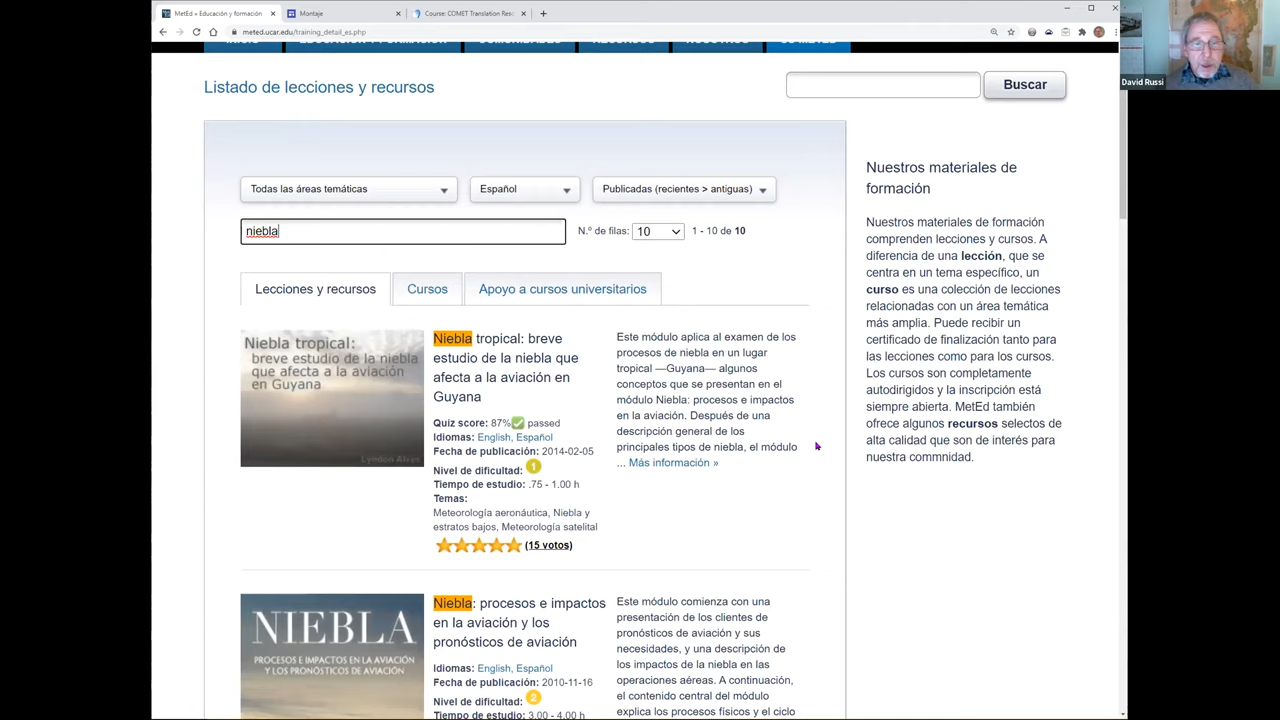 MetEd » Educación y formación
Montaje
Course: COMET Translation Res
meted.ucar.edu/training_detail_es.php
David Russi
Listado de lecciones y recursos
Buscar
Todas las áreas temáticas
Español
Publicadas (recientes > antiguas)
niebla
N.º de filas:
10
1 - 10 de 10
Lecciones y recursos
Cursos
Apoyo a cursos universitarios
Niebla tropical:
breve estudio de la niebla
que afecta a la aviación
en Guyana
Niebla tropical: breve
estudio de la niebla que
afecta a la aviación en
Guyana
Quiz score: 87% passed
Idiomas: English, Español
Fecha de publicación: 2014-02-05
Nivel de dificultad: 1
Tiempo de estudio: .75 - 1.00 h
Temas:
Meteorología aeronáutica, Niebla y
estratos bajos, Meteorología satelital
(15 votos)
Este módulo aplica al examen de los
procesos de niebla en un lugar
tropical —Guyana— algunos
conceptos que se presentan en el
módulo Niebla: procesos e impactos
en la aviación. Después de una
descripción general de los
principales tipos de niebla, el módulo
... Más información »
NIEBLA
PROCESOS E IMPACTOS EN LA AVIACIÓN
Y LOS PRONÓSTICOS DE AVIACIÓN
Niebla: procesos e impactos
en la aviación y los
pronósticos de aviación
Idiomas: English, Español
Fecha de publicación: 2010-11-16
Nivel de dificultad: 2
Tiempo de estudio: 3.00 - 4.00 h
Este módulo comienza con una
presentación de los clientes de
pronósticos de aviación y sus
necesidades, y una descripción de
los impactos de la niebla en las
operaciones aéreas. A continuación,
el contenido central del módulo
explica los procesos físicos y el ciclo
Nuestros materiales de
formación
Nuestros materiales de formación
comprenden lecciones y cursos. A
diferencia de una lección, que se
centra en un tema específico, un
curso es una colección de lecciones
relacionadas con un área temática
más amplia. Puede recibir un
certificado de finalización tanto para
las lecciones como para los cursos.
Los cursos son completamente
autodirigidos y la inscripción está
siempre abierta. MetEd también
ofrece algunos recursos selectos de
alta calidad que son de interés para
nuestra commnidad.